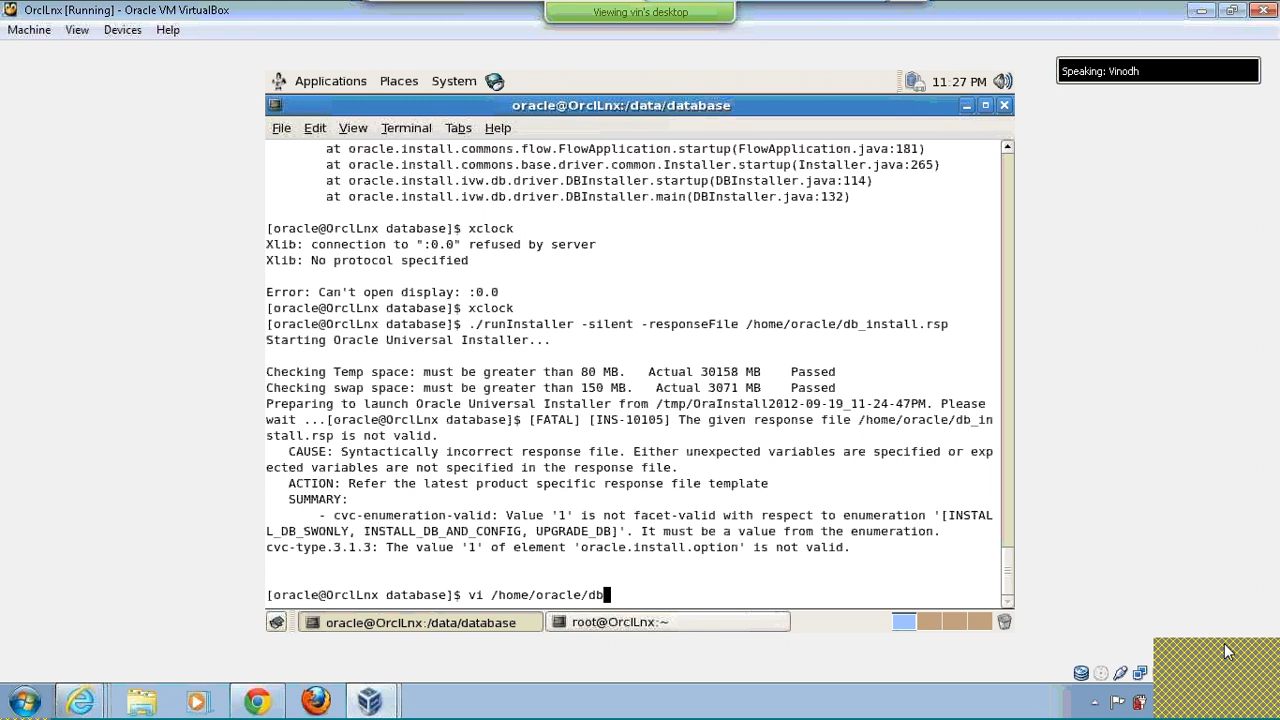 OrclLnx [Running] - Oracle VM VirtualBox
Viewing vin's desktop
Machine View Devices Help
Speaking: Vinodh
Applications Places System 11:27 PM
oracle@OrclLnx:/data/database
File Edit View Terminal Tabs Help
at oracle.install.commons.flow.FlowApplication.startup(FlowApplication.java:181)
at oracle.install.commons.base.driver.common.Installer.startup(Installer.java:265)
at oracle.install.ivw.db.driver.DBInstaller.startup(DBInstaller.java:114)
at oracle.install.ivw.db.driver.DBInstaller.main(DBInstaller.java:132)
[oracle@OrclLnx database]$ xclock
Xlib: connection to ":0.0" refused by server
Xlib: No protocol specified
Error: Can't open display: :0.0
[oracle@OrclLnx database]$ xclock
[oracle@OrclLnx database]$ ./runInstaller -silent -responseFile /home/oracle/db_install.rsp
Starting Oracle Universal Installer...
Checking Temp space: must be greater than 80 MB. Actual 30158 MB Passed
Checking swap space: must be greater than 150 MB. Actual 3071 MB Passed
Preparing to launch Oracle Universal Installer from /tmp/OraInstall2012-09-19_11-24-47PM. Please
wait ...[oracle@OrclLnx database]$ [FATAL] [INS-10105] The given response file /home/oracle/db_in
stall.rsp is not valid.
CAUSE: Syntactically incorrect response file. Either unexpected variables are specified or exp
ected variables are not specified in the response file.
ACTION: Refer the latest product specific response file template
SUMMARY:
- cvc-enumeration-valid: Value '1' is not facet-valid with respect to enumeration '[INSTAL
L_DB_SWONLY, INSTALL_DB_AND_CONFIG, UPGRADE_DB]'. It must be a value from the enumeration.
cvc-type.3.1.3: The value '1' of element 'oracle.install.option' is not valid.
[oracle@OrclLnx database]$ vi /home/oracle/db
oracle@OrclLnx:/data/database root@OrclLnx:~